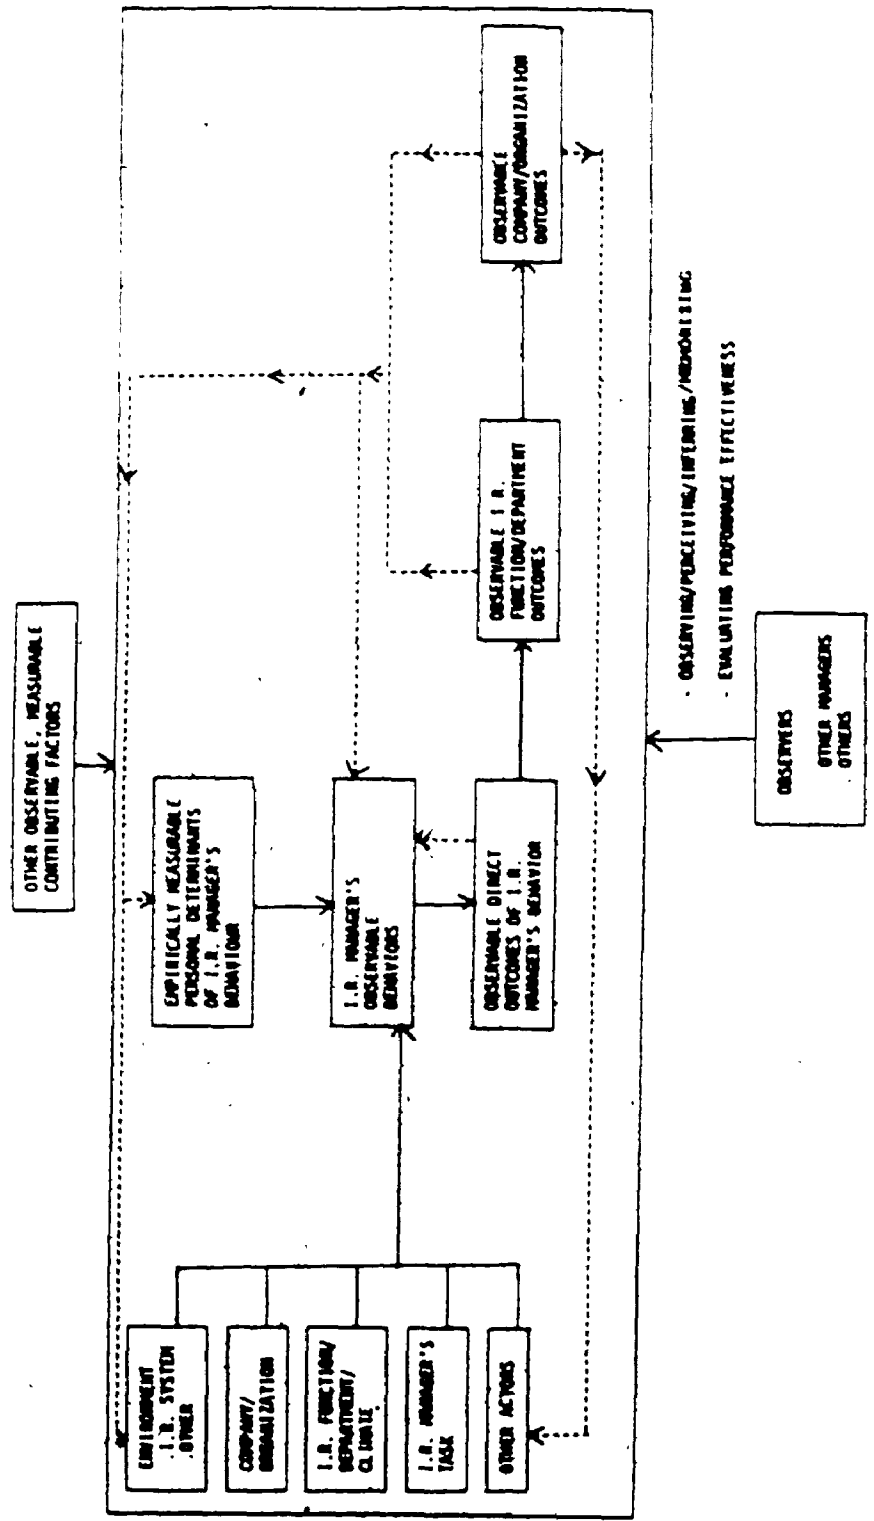 OTHER OBSERVABLE, MEASURABLE
CONTRIBUTING FACTORS
ENVIRONMENT
.I.R. SYSTEM
.OTHER
COMPANY/
ORGANIZATION
I.R. FUNCTION/
DEPARTMENT/
CLIMATE
I.R. MANAGER'S
TASK
OTHER ACTORS
EMPIRICALLY MEASURABLE
PERSONAL DETERMINANTS
OF I.R. MANAGER'S
BEHAVIOUR
I.R. MANAGER'S
OBSERVABLE
BEHAVIORS
OBSERVABLE DIRECT
OUTCOMES OF I.R.
MANAGER'S BEHAVIOR
OBSERVABLE I.R.
FUNCTION/DEPARTMENT
OUTCOMES
OBSERVABLE
COMPANY/ORGANIZATION
OUTCOMES
- OBSERVING/PERCEIVING/INFERRING/MEMORISING
- EVALUATING PERFORMANCE EFFECTIVENESS
OBSERVERS
OTHER MANAGERS
OTHERS